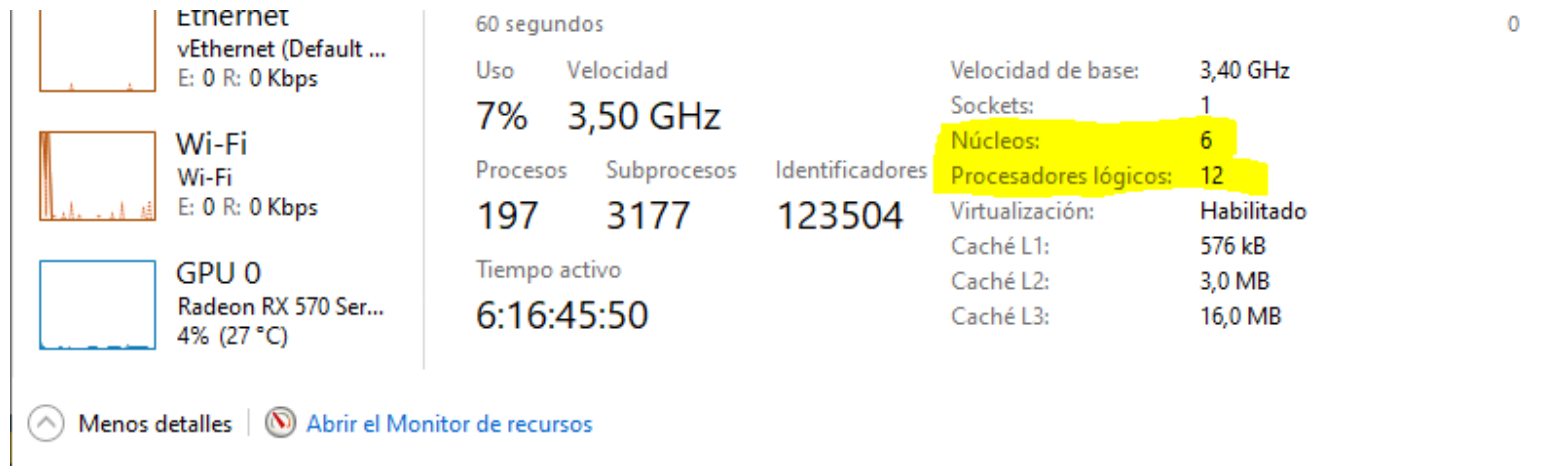 Ethernet
vEthernet (Default ...
E: 0 R: 0 Kbps
Wi-Fi
Wi-Fi
E: 0 R: 0 Kbps
GPU 0
Radeon RX 570 Ser...
4% (27 °C)
60 segundos 0
Uso Velocidad
7% 3,50 GHz
Procesos Subprocesos Identificadores
197 3177 123504
Tiempo activo
6:16:45:50
Velocidad de base: 3,40 GHz
Sockets: 1
Núcleos: 6
Procesadores lógicos: 12
Virtualización: Habilitado
Caché L1: 576 kB
Caché L2: 3,0 MB
Caché L3: 16,0 MB
Menos detalles Abrir el Monitor de recursos